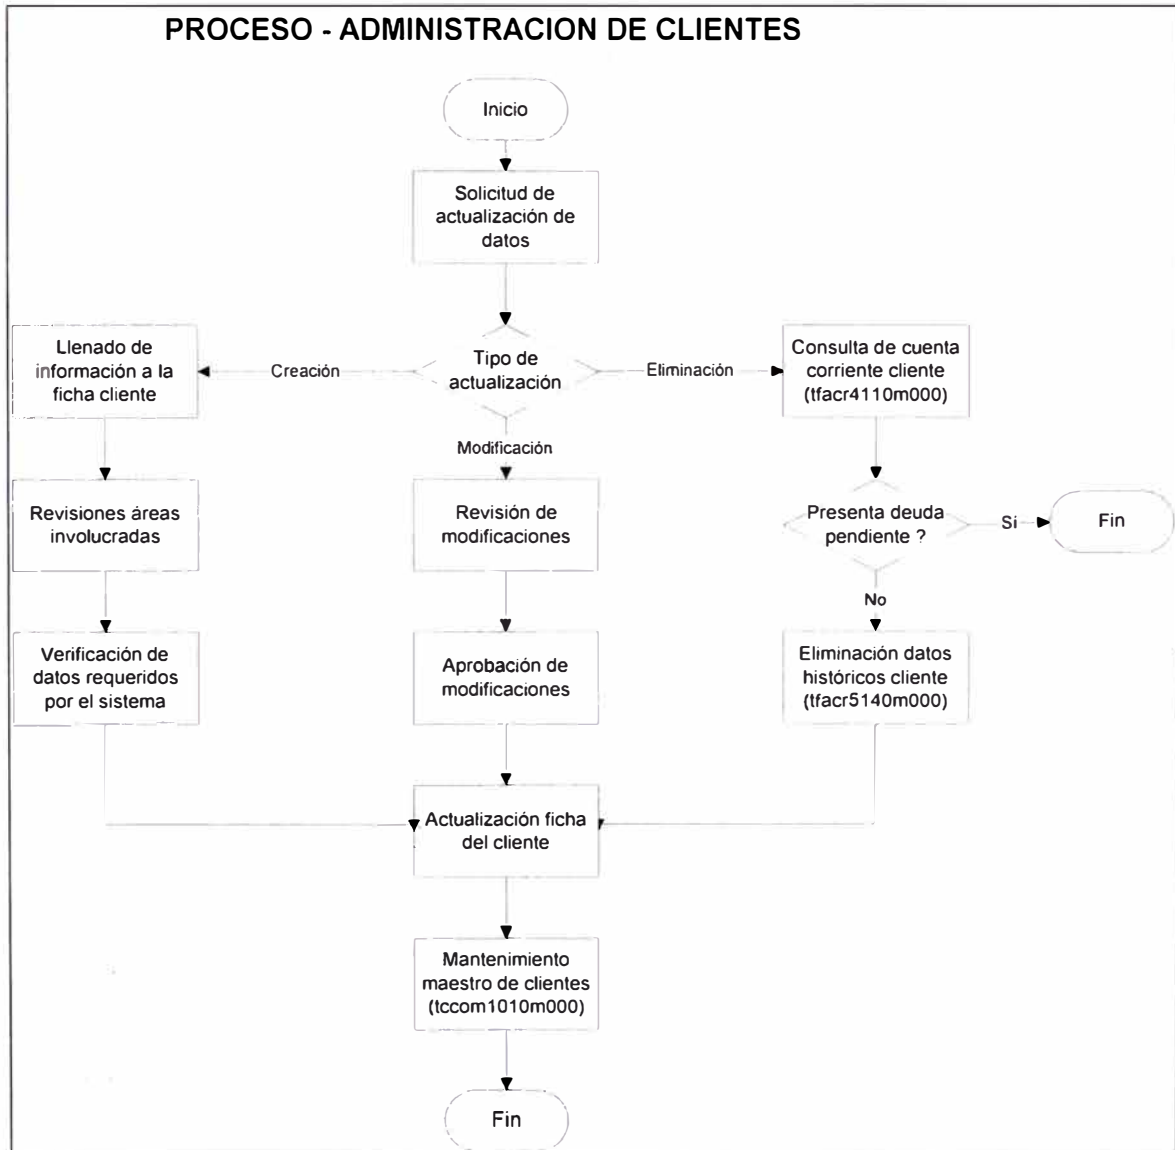 PROCESO - ADMINISTRACION DE CLIENTES
Inicio
Solicitud de
actualización de
datos
Llenado de
información a la
ficha cliente
Creación
Tipo de
actualización
Eliminación
Consulta de cuenta
corriente cliente
(tfacr4110m000)
Modificación
Revisiones áreas
involucradas
Revisión de
modificaciones
Presenta deuda
pendiente ?
Sí
Fin
No
Verificación de
datos requeridos
por el sistema
Aprobación de
modificaciones
Eliminación datos
históricos cliente
(tfacr5140m000)
Actualización ficha
del cliente
Mantenimiento
maestro de clientes
(tccom1010m000)
Fin